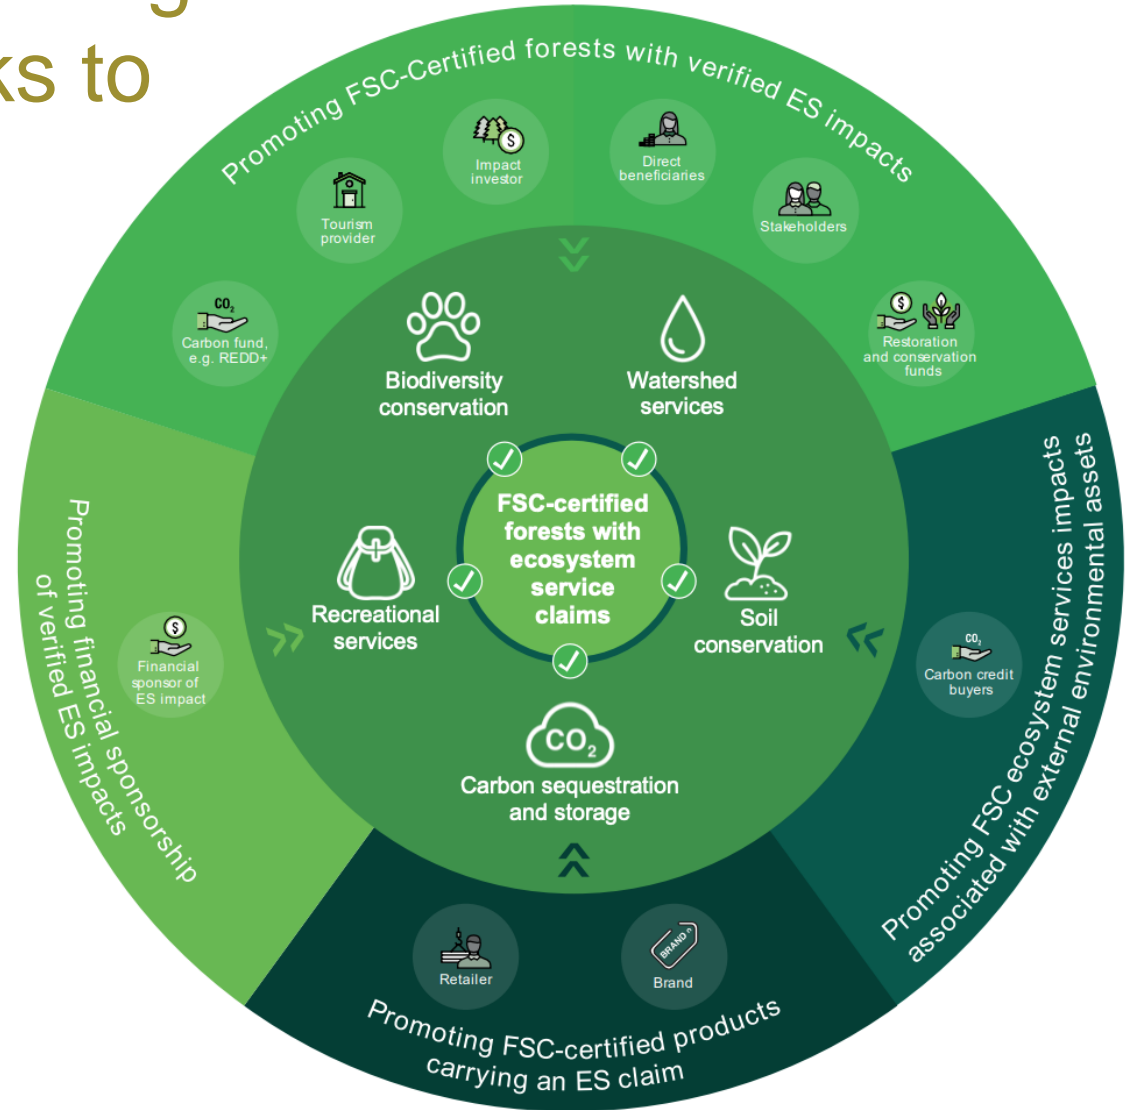 g
ks to
Promoting FSC-Certified forests with verified ES impacts
Impact
investor
Direct
beneficiaries
Tourism
provider
Stakeholders
CO2
Carbon fund,
e.g. REDD+
$
$
Restoration
and conservation
funds
Biodiversity
conservation
Watershed
services
FSC-certified
forests with
ecosystem
service
claims
Recreational
services
Soil
conservation
CO2
Carbon sequestration
and storage
Promoting financial sponsorship
of verified ES impacts
$
Financial
sponsor of
ES impact
CO2
Carbon credit
buyers
Promoting FSC ecosystem services impacts
associated with external environmental assets
Retailer
BRAND
Brand
Promoting FSC-certified products
carrying an ES claim